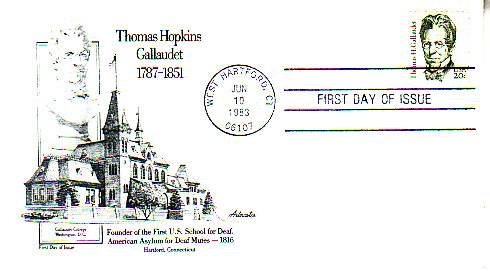 Thomas Hopkins
Gallaudet
1787-1851
Thomas H. Gallaudet
USA
20c
WEST HARTFORD, CT
JUN
10
1983
06107
FIRST DAY OF ISSUE
Artcraft
Gallaudet College
Washington, D.C.
First Day of Issue
Founder of the First U.S. School for Deaf.
American Asylum for Deaf Mutes — 1816
Hartford, Connecticut